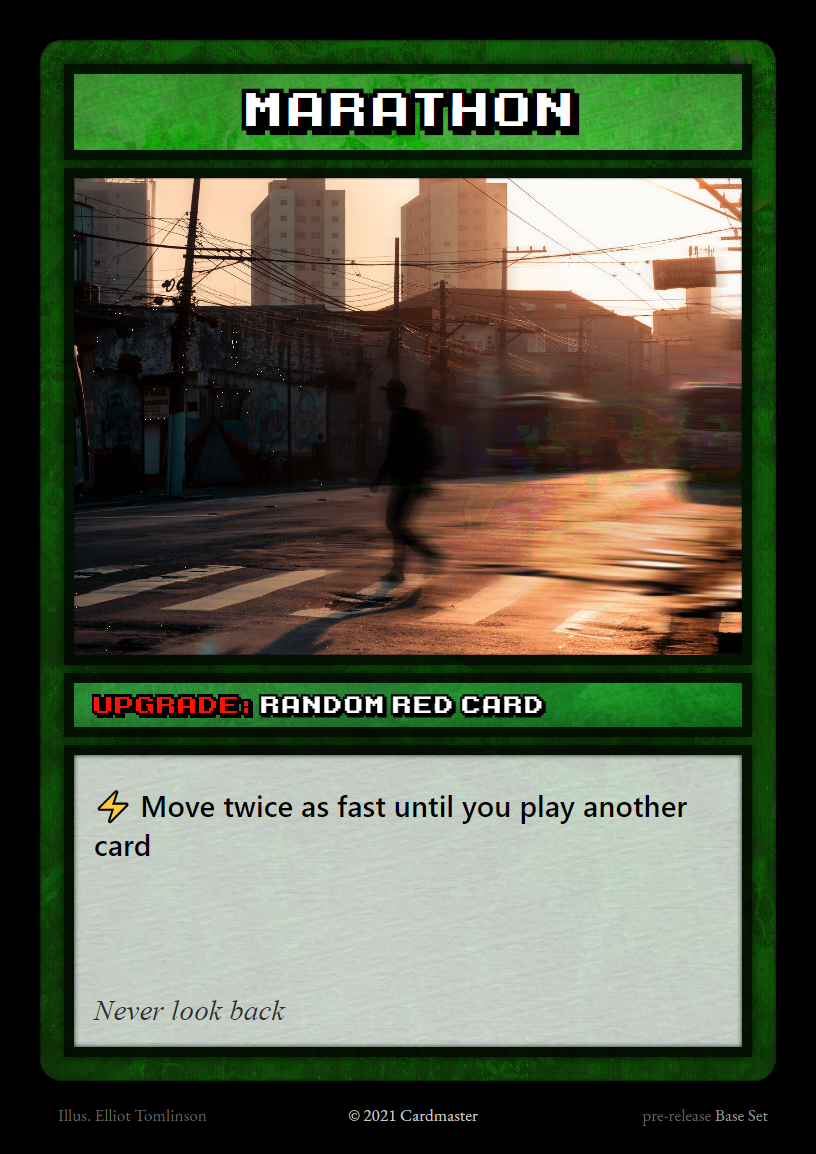 MARATHON
UPGRADE: RANDOM RED CARD
⚡ Move twice as fast until you play another
card
Never look back
Illus. Elliot Tomlinson © 2021 Cardmaster pre-release Base Set